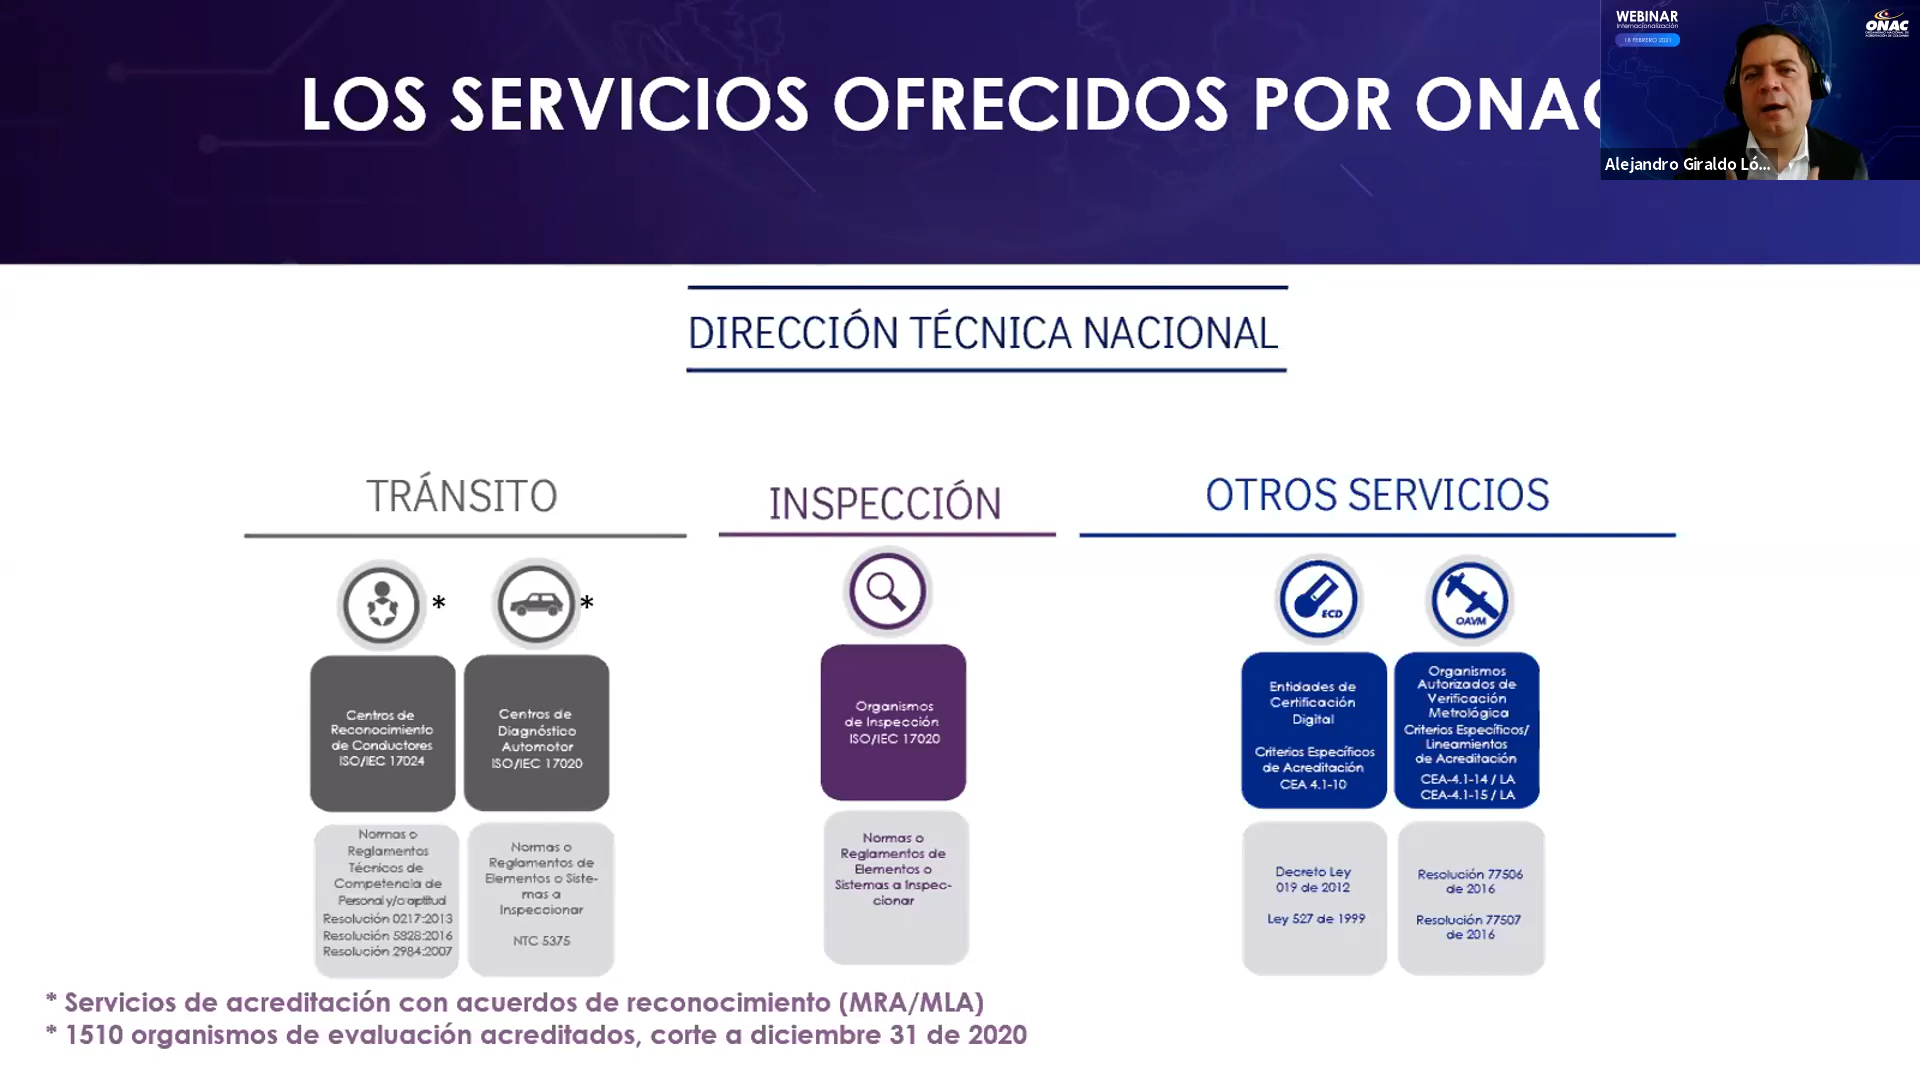 WEBINAR
Internacionalización
18 FEBRERO 2021
ONAC
LOS SERVICIOS OFRECIDOS POR ONAC
Alejandro Giraldo Ló...
DIRECCIÓN TÉCNICA NACIONAL
TRÁNSITO
*
*
Centros de
Reconocimiento
de Conductores
ISO/IEC 17024
Centros de
Diagnóstico
Automotor
ISO/IEC 17020
Normas o
Reglamentos
Técnicos de
Competencia de
Personal y/o aptitud
Resolución 0217:2013
Resolución 5828:2016
Resolución 2984:2007
Normas o
Reglamentos de
Elementos o Siste-
mas a
Inspeccionar
NTC 5375
INSPECCIÓN
Organismos
de Inspección
ISO/IEC 17020
Normas o
Reglamentos de
Elementos o
Sistemas a Inspec-
cionar
OTROS SERVICIOS
ECD
OAVM
Entidades de
Certificación
Digital
Criterios Específicos
de Acreditación
CEA 4.1-10
Organismos
Autorizados de
Verificación
Metrológica
Criterios Específicos/
Lineamientos
de Acreditación
CEA-4.1-14 / LA
CEA-4.1-15 / LA
Decreto Ley
019 de 2012
Ley 527 de 1999
Resolución 77506
de 2016
Resolución 77507
de 2016
* Servicios de acreditación con acuerdos de reconocimiento (MRA/MLA)
* 1510 organismos de evaluación acreditados, corte a diciembre 31 de 2020